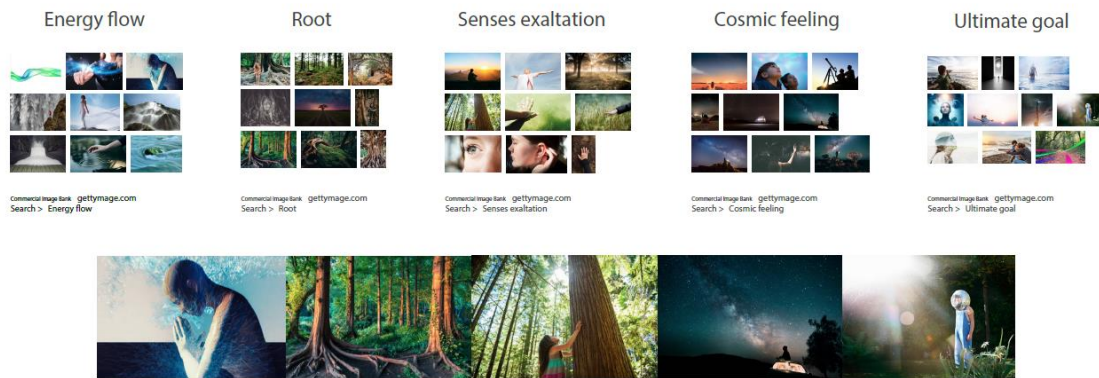 Energy flow
Commercial Image Bank gettymage.com
Search > Energy flow
Root
Commercial Image Bank gettymage.com
Search > Root
Senses exaltation
Commercial Image Bank gettymage.com
Search > Senses exaltation
Cosmic feeling
Commercial Image Bank gettymage.com
Search > Cosmic feeling
Ultimate goal
Commercial Image Bank gettymage.com
Search > Ultimate goal